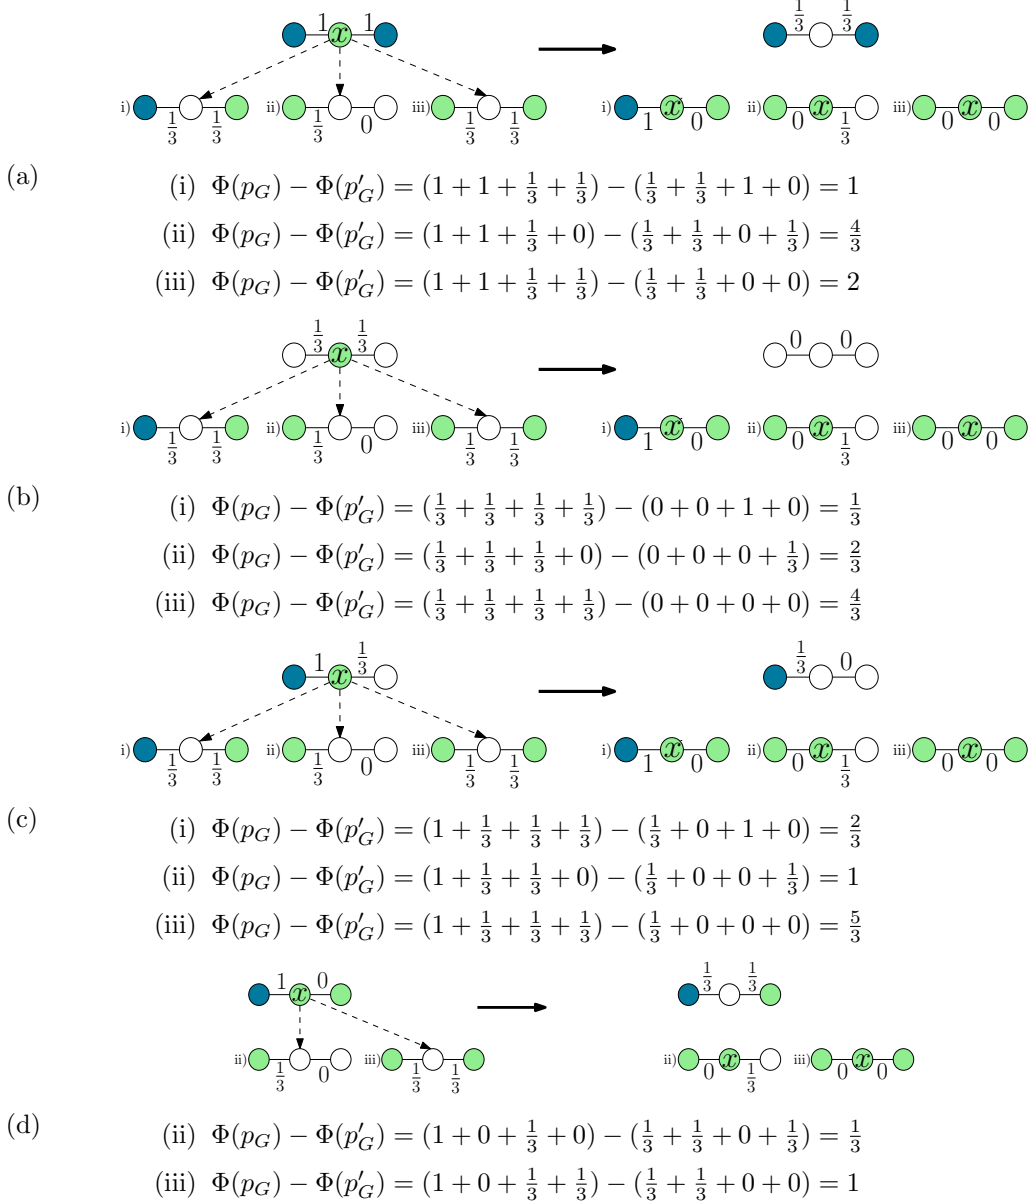 1 x 1 1/3 1/3
i) 1/3 1/3 ii) 1/3 0 iii) 1/3 1/3 i) x 1 0 ii) x 0 1/3 iii) x 0 0
(a)
(i) Φ(p_G) − Φ(p′_G) = (1 + 1 + 1/3 + 1/3) − (1/3 + 1/3 + 1 + 0) = 1
(ii) Φ(p_G) − Φ(p′_G) = (1 + 1 + 1/3 + 0) − (1/3 + 1/3 + 0 + 1/3) = 4/3
(iii) Φ(p_G) − Φ(p′_G) = (1 + 1 + 1/3 + 1/3) − (1/3 + 1/3 + 0 + 0) = 2
1/3 x 1/3 0 0
i) 1/3 1/3 ii) 1/3 0 iii) 1/3 1/3 i) x 1 0 ii) x 0 1/3 iii) x 0 0
(b)
(i) Φ(p_G) − Φ(p′_G) = (1/3 + 1/3 + 1/3 + 1/3) − (0 + 0 + 1 + 0) = 1/3
(ii) Φ(p_G) − Φ(p′_G) = (1/3 + 1/3 + 1/3 + 0) − (0 + 0 + 0 + 1/3) = 2/3
(iii) Φ(p_G) − Φ(p′_G) = (1/3 + 1/3 + 1/3 + 1/3) − (0 + 0 + 0 + 0) = 4/3
1 x 1/3 1/3 0
i) 1/3 1/3 ii) 1/3 0 iii) 1/3 1/3 i) x 1 0 ii) x 0 1/3 iii) x 0 0
(c)
(i) Φ(p_G) − Φ(p′_G) = (1 + 1/3 + 1/3 + 1/3) − (1/3 + 0 + 1 + 0) = 2/3
(ii) Φ(p_G) − Φ(p′_G) = (1 + 1/3 + 1/3 + 0) − (1/3 + 0 + 0 + 1/3) = 1
(iii) Φ(p_G) − Φ(p′_G) = (1 + 1/3 + 1/3 + 1/3) − (1/3 + 0 + 0 + 0) = 5/3
1 x 0 1/3 1/3
ii) 1/3 0 iii) 1/3 1/3 ii) x 0 1/3 iii) x 0 0
(d)
(ii) Φ(p_G) − Φ(p′_G) = (1 + 0 + 1/3 + 0) − (1/3 + 1/3 + 0 + 1/3) = 1/3
(iii) Φ(p_G) − Φ(p′_G) = (1 + 0 + 1/3 + 1/3) − (1/3 + 1/3 + 0 + 0) = 1